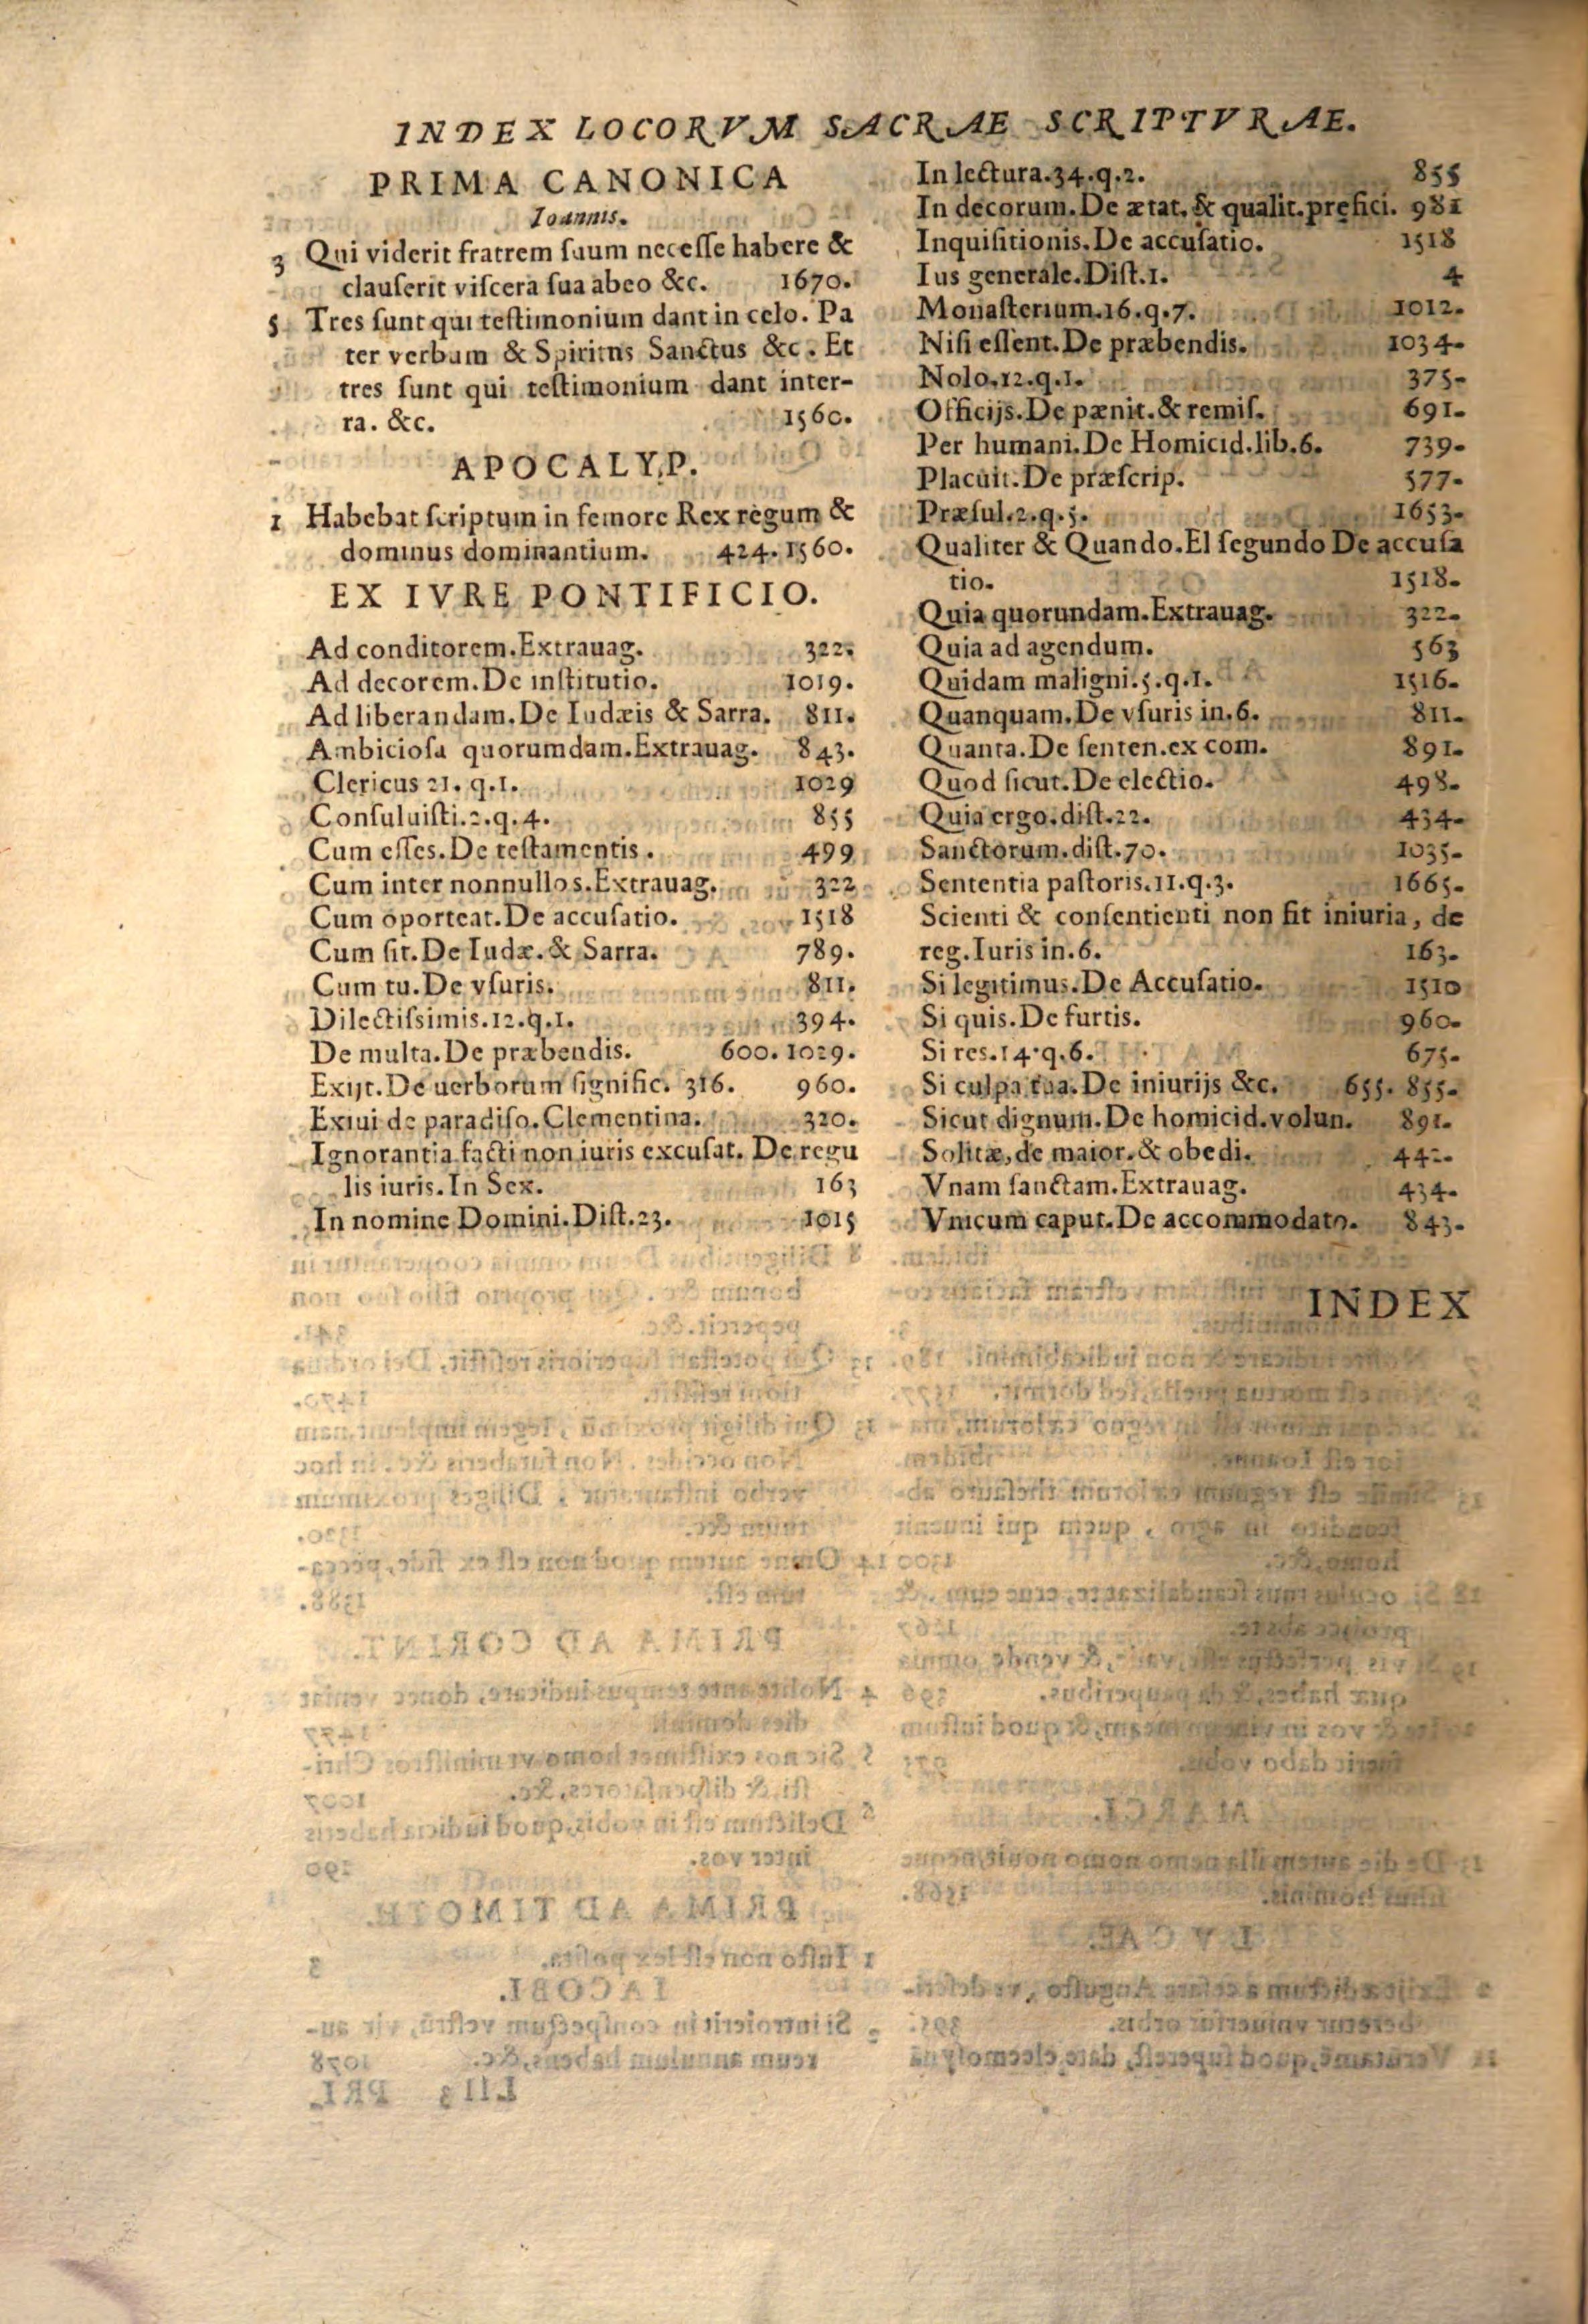 INDEX LOCORVM SACRAE SCRIPTVRAE.
PRIMA CANONICA
Ioannis.
3 Qui viderit fratrem ſuum neceſſe habere &
clauſerit viſcera ſua abeo &c. 1670.
5 Tres ſunt qui teſtimonium dant in celo. Pa
ter verbum & Spiritns Sanctus &c. Et
tres ſunt qui teſtimonium dant inter-
ra. &c. 1560.
APOCALYP.
1 Habebat ſcriptum in femore Rex regum &
dominus dominantium. 424. 1560.
EX IVRE PONTIFICIO.
Ad conditorem. Extrauag. 322.
Ad decorem. De inſtitutio. 1019.
Ad liberandam. De Iudæis & Sarra. 811.
Ambicioſa quorumdam. Extrauag. 843.
Clericus 21. q. 1. 1029
Conſuluiſti. 2. q. 4. 855
Cum eſſes. De teſtamentis. 499
Cum inter nonnullos. Extrauag. 322
Cum oporteat. De accuſatio. 1518
Cum ſit. De Iudæ. & Sarra. 789.
Cum tu. De vſuris. 811.
Dilectiſsimis. 12. q. 1. 394.
De multa. De præbendis. 600. 1029.
Exijt. De uerborum ſignific. 316. 960.
Exiui de paradiſo. Clementina. 320.
Ignorantia facti non iuris excuſat. De regu
lis iuris. In Sex. 163
In nomine Domini. Diſt. 23. 1015
In lectura. 34. q. 2. 855
In decorum. De ætat. & qualit. prefici. 981
Inquiſitionis. De accuſatio. 1518
Ius generale. Diſt. 1. 4
Monaſterium. 16. q. 7. 1012.
Niſi eſſent. De præbendis. 1034.
Nolo. 12. q. 1. 375.
Officijs. De pænit. & remiſ. 691.
Per humani. De Homicid. lib. 6. 739.
Placuit. De præſcrip. 577.
Præſul. 2. q. 5. 1653.
Qualiter & Quando. El ſegundo De accuſa
tio. 1518.
Quia quorundam. Extrauag. 322.
Quia ad agendum. 563
Quidam maligni. 5. q. 1. 1516.
Quanquam. De vſuris in. 6. 811.
Quanta. De ſenten. ex com. 891.
Quod ſicut. De electio. 498.
Quia ergo. diſt. 22. 434.
Sanctorum. diſt. 70. 1035.
Sententia paſtoris. 11. q. 3. 1665.
Scienti & conſentienti non fit iniuria, de
reg. Iuris in. 6. 163.
Si legitimus. De Accuſatio. 1510
Si quis. De furtis. 960.
Si res. 14. q. 6. 675.
Si culpa tua. De iniurijs &c. 655. 855.
Sicut dignum. De homicid. volun. 891.
Solitæ, de maior. & obedi. 442.
Vnam ſanctam. Extrauag. 434.
Vnicum caput. De accommodato. 843.
INDEX